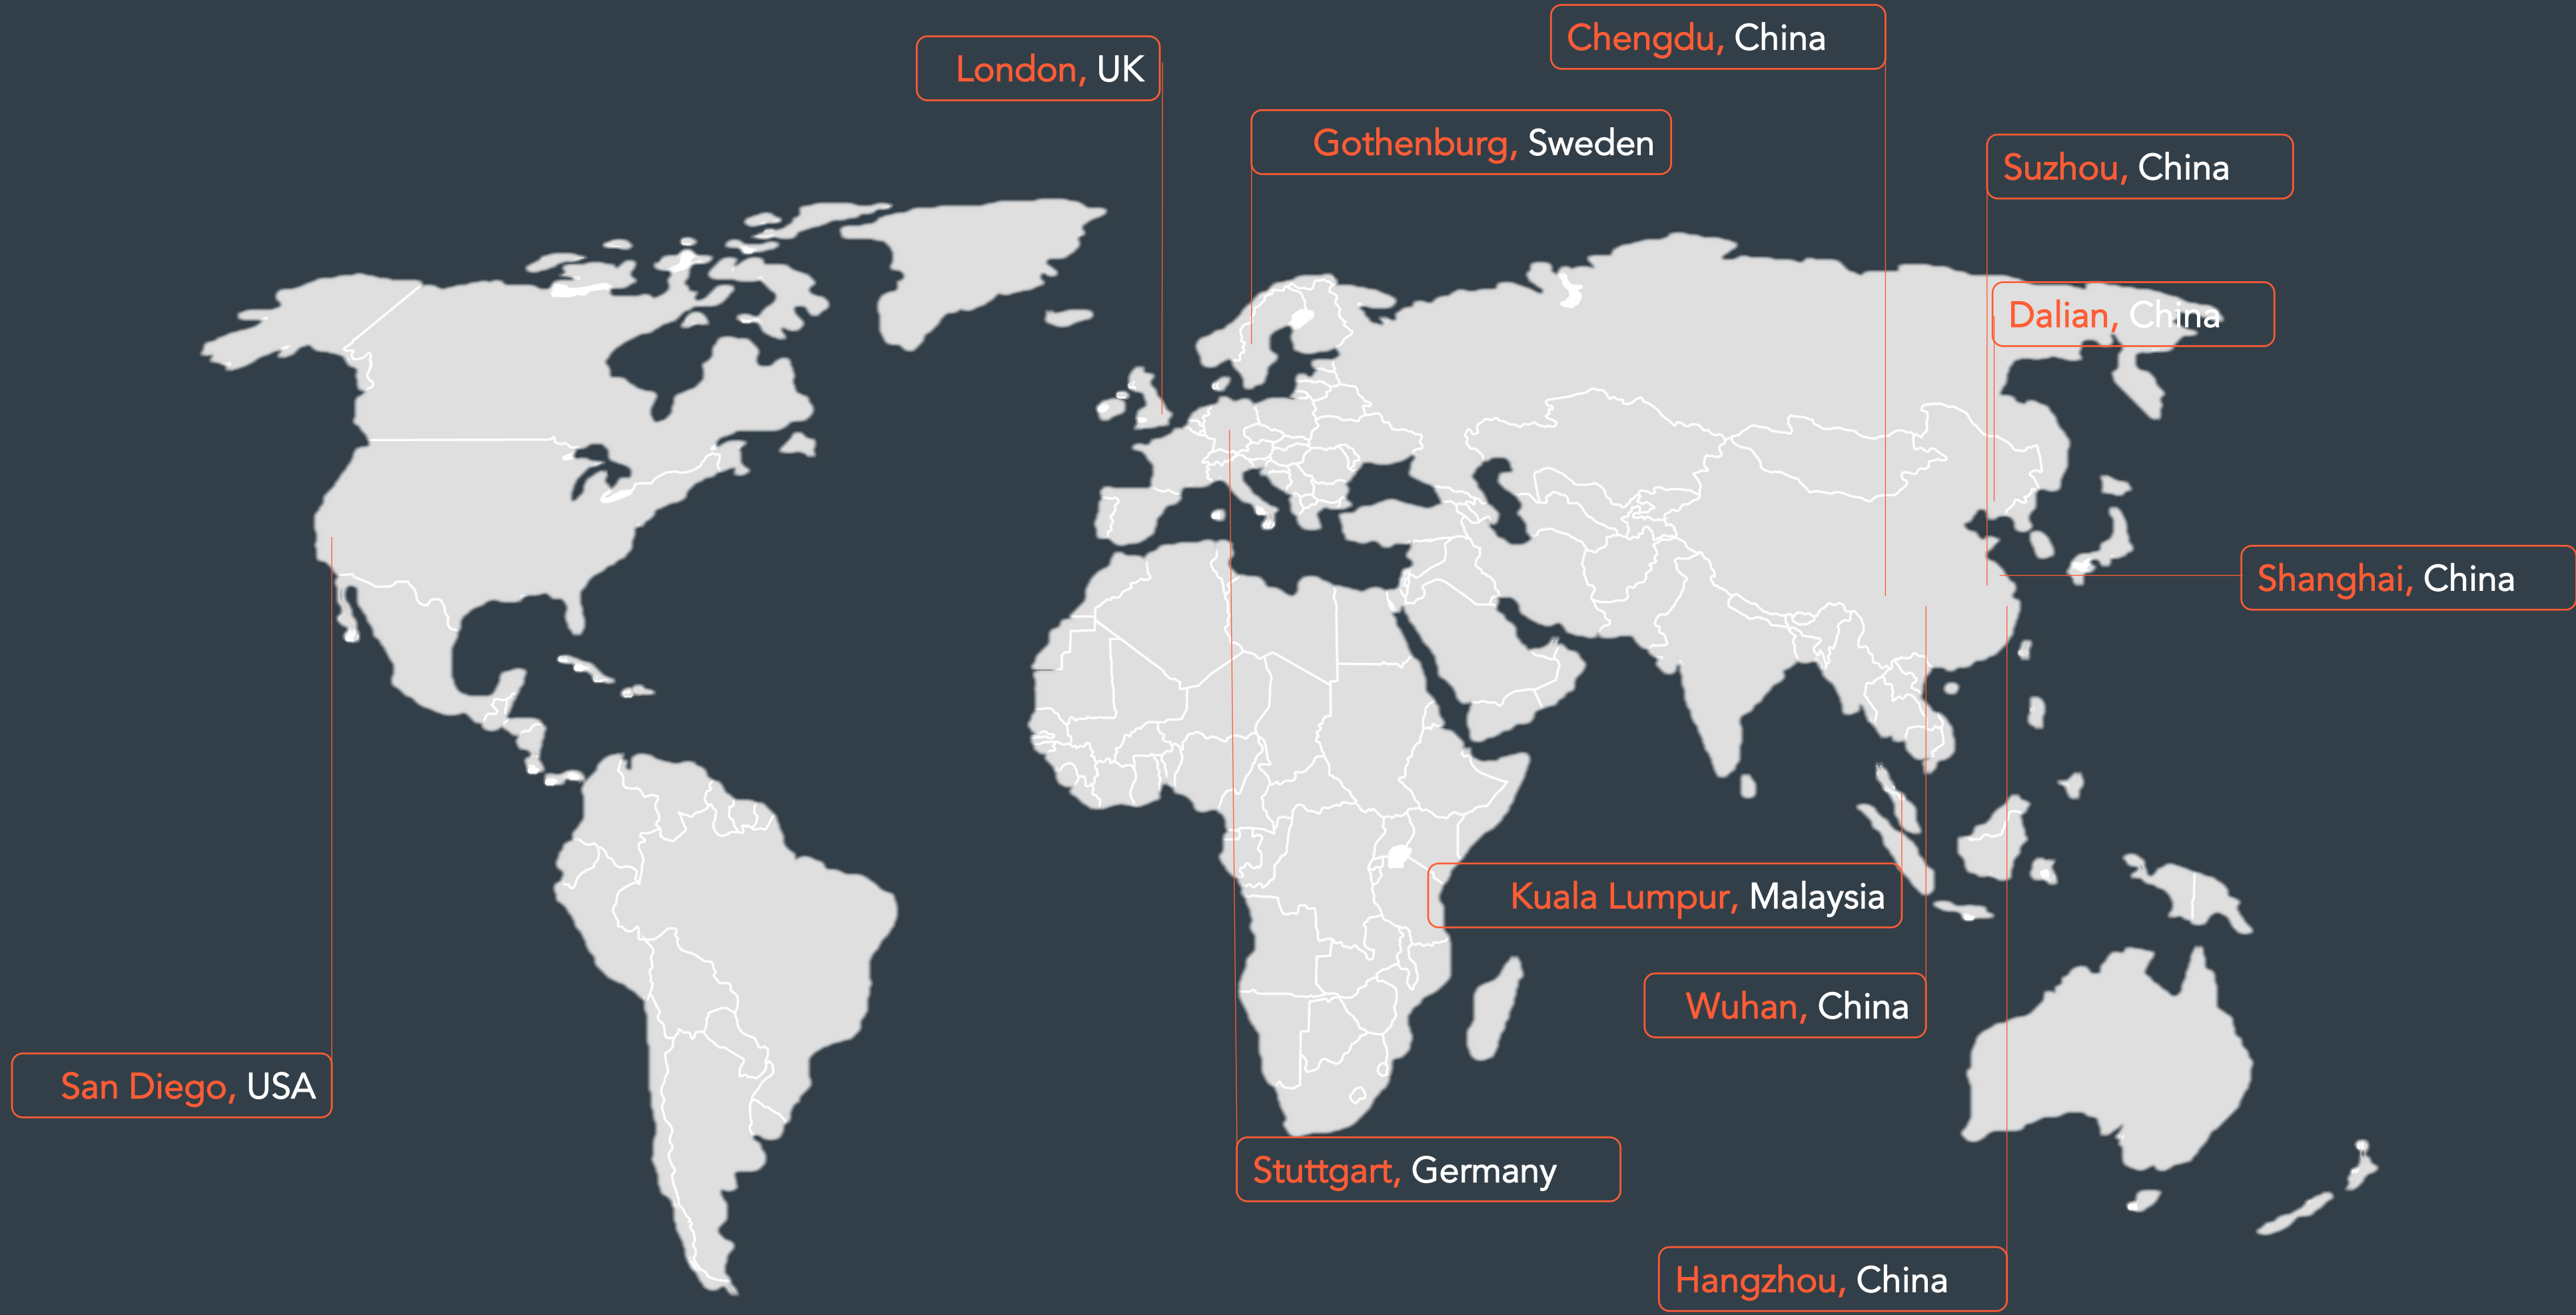 Chengdu, China
London, UK
Gothenburg, Sweden
Suzhou, China
Dalian, China
Shanghai, China
Kuala Lumpur, Malaysia
Wuhan, China
San Diego, USA
Stuttgart, Germany
Hangzhou, China